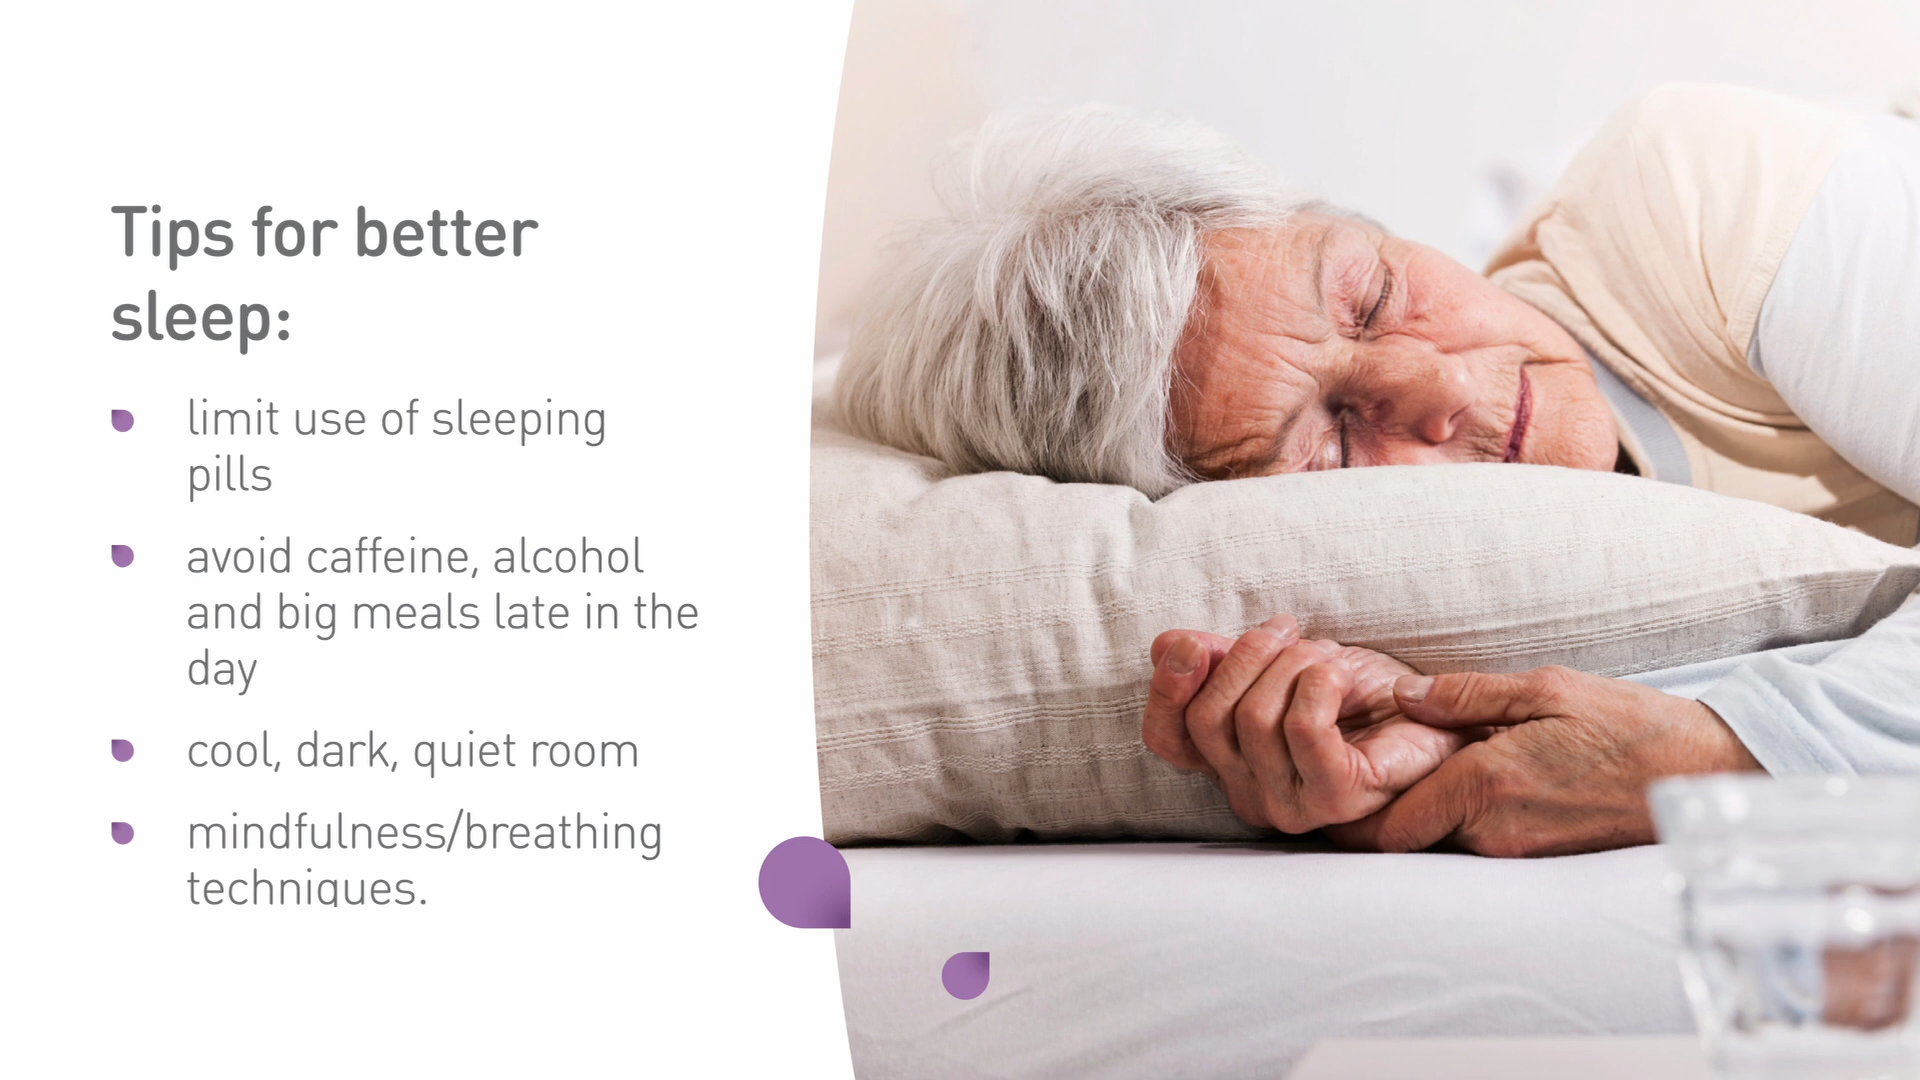 Tips for better
sleep:
limit use of sleeping
pills
avoid caffeine, alcohol
and big meals late in the
day
cool, dark, quiet room
mindfulness/breathing
techniques.